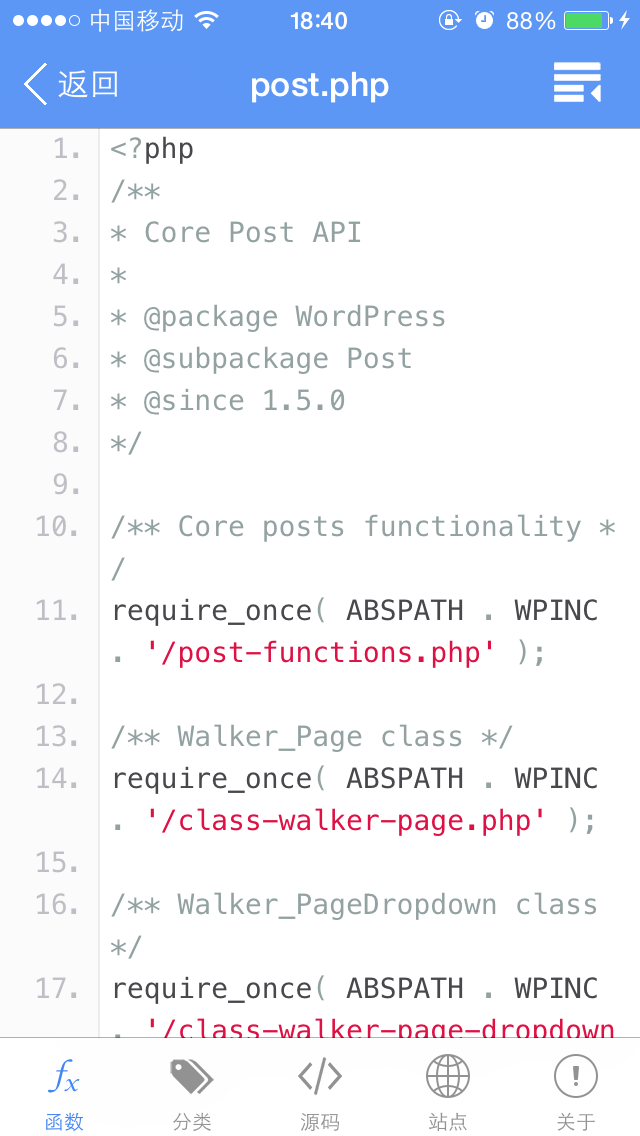 中国移动 18:40 88%
返回 post.php
1. <?php
2. /**
3. * Core Post API
4. *
5. * @package WordPress
6. * @subpackage Post
7. * @since 1.5.0
8. */
9.
10. /** Core posts functionality *
/
11. require_once( ABSPATH . WPINC
. '/post-functions.php' );
12.
13. /** Walker_Page class */
14. require_once( ABSPATH . WPINC
. '/class-walker-page.php' );
15.
16. /** Walker_PageDropdown class
*/
17. require_once( ABSPATH . WPINC
. '/class-walker-page-dropdown
函数 分类 源码 站点 关于